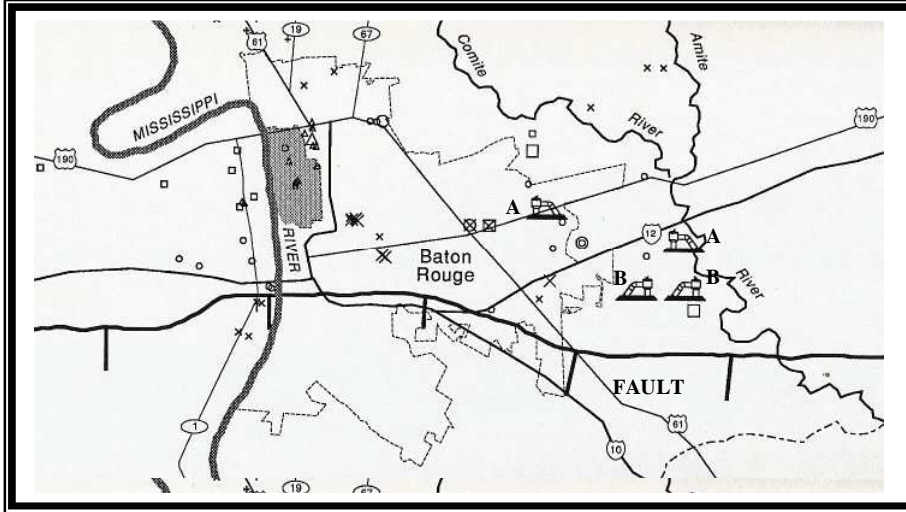 19
67
61
Comite
Amite
MISSISSIPPI
River
190
190
A
RIVER
12
A
Baton
Rouge
B
B
River
FAULT
1
61
10
19
67